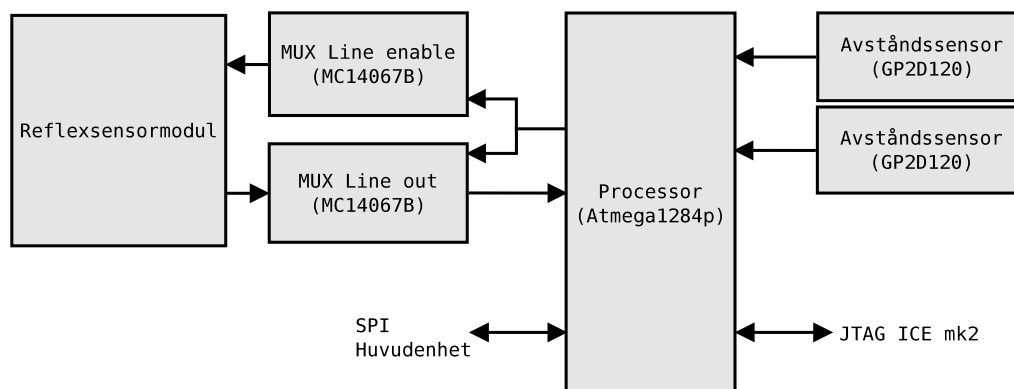 Reflexsensormodul
MUX Line enable
(MC14067B)
MUX Line out
(MC14067B)
Processor
(Atmega1284p)
Avståndssensor
(GP2D120)
Avståndssensor
(GP2D120)
SPI
Huvudenhet
JTAG ICE mk2